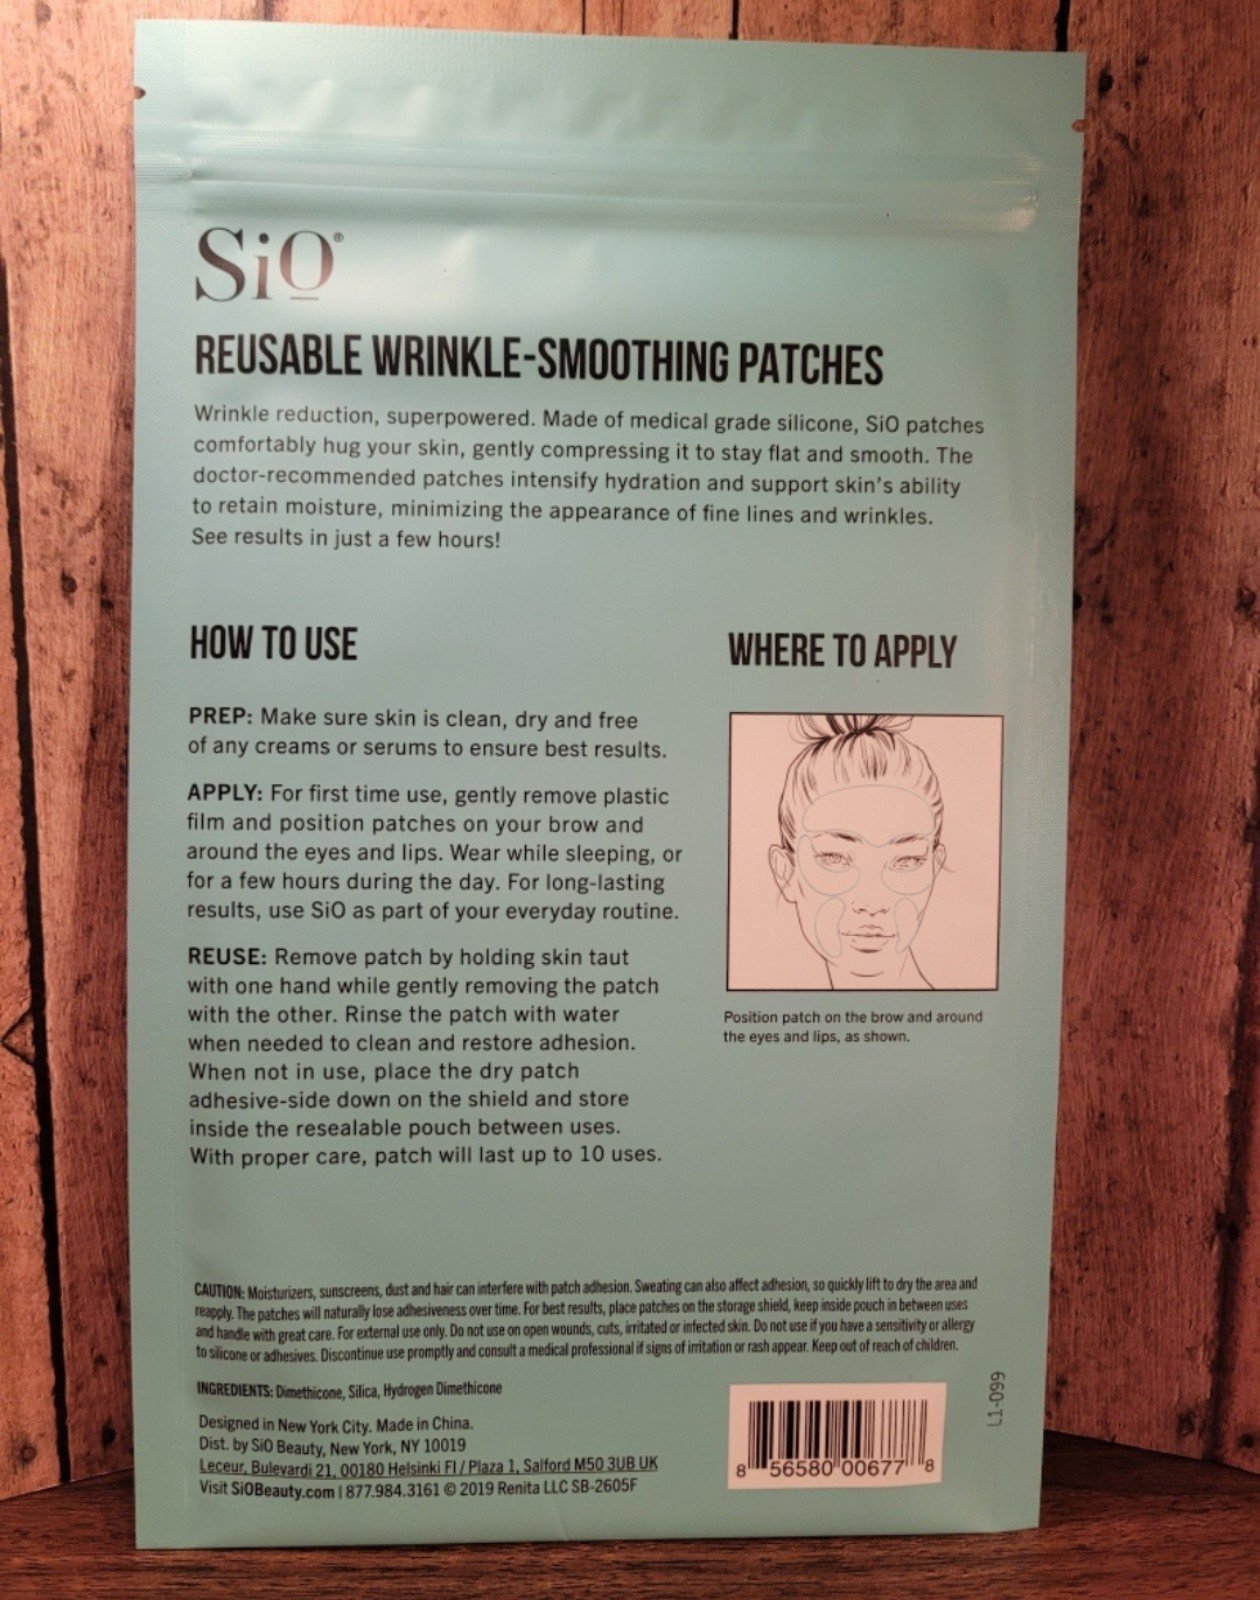 SiO®
REUSABLE WRINKLE-SMOOTHING PATCHES
Wrinkle reduction, superpowered. Made of medical grade silicone, SiO patches
comfortably hug your skin, gently compressing it to stay flat and smooth. The
doctor-recommended patches intensify hydration and support skin's ability
to retain moisture, minimizing the appearance of fine lines and wrinkles.
See results in just a few hours!
HOW TO USE
PREP: Make sure skin is clean, dry and free
of any creams or serums to ensure best results.
APPLY: For first time use, gently remove plastic
film and position patches on your brow and
around the eyes and lips. Wear while sleeping, or
for a few hours during the day. For long-lasting
results, use SiO as part of your everyday routine.
REUSE: Remove patch by holding skin taut
with one hand while gently removing the patch
with the other. Rinse the patch with water
when needed to clean and restore adhesion.
When not in use, place the dry patch
adhesive-side down on the shield and store
inside the resealable pouch between uses.
With proper care, patch will last up to 10 uses.
WHERE TO APPLY
Position patch on the brow and around
the eyes and lips, as shown.
CAUTION: Moisturizers, sunscreens, dust and hair can interfere with patch adhesion. Sweating can also affect adhesion, so quickly lift to dry the area and
reapply. The patches will naturally lose adhesiveness over time. For best results, place patches on the storage shield, keep inside pouch in between uses
and handle with great care. For external use only. Do not use on open wounds, cuts, irritated or infected skin. Do not use if you have a sensitivity or allergy
to silicone or adhesives. Discontinue use promptly and consult a medical professional if signs of irritation or rash appear. Keep out of reach of children.
INGREDIENTS: Dimethicone, Silica, Hydrogen Dimethicone
Designed in New York City. Made in China.
Dist. by SiO Beauty, New York, NY 10019
Leceur, Bulevardi 21, 00180 Helsinki FI / Plaza 1, Salford M50 3UB UK
Visit SiOBeauty.com | 877.984.3161 © 2019 Renita LLC SB-2605F
8 56580 00677 8
L1-099